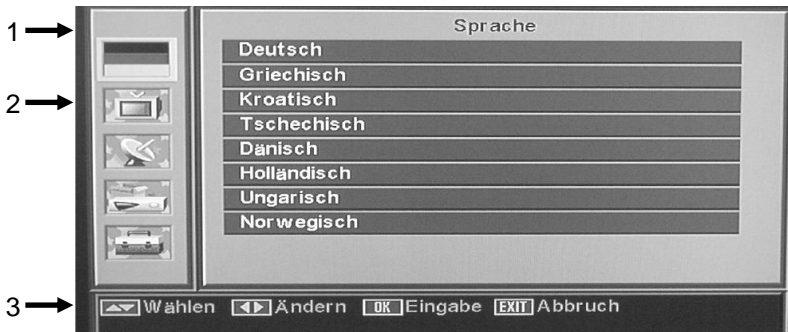 Sprache
1
Deutsch
Griechisch
2
Kroatisch
Tschechisch
Dänisch
Holländisch
Ungarisch
Norwegisch
3
Wählen Ändern OK Eingabe EXIT Abbruch